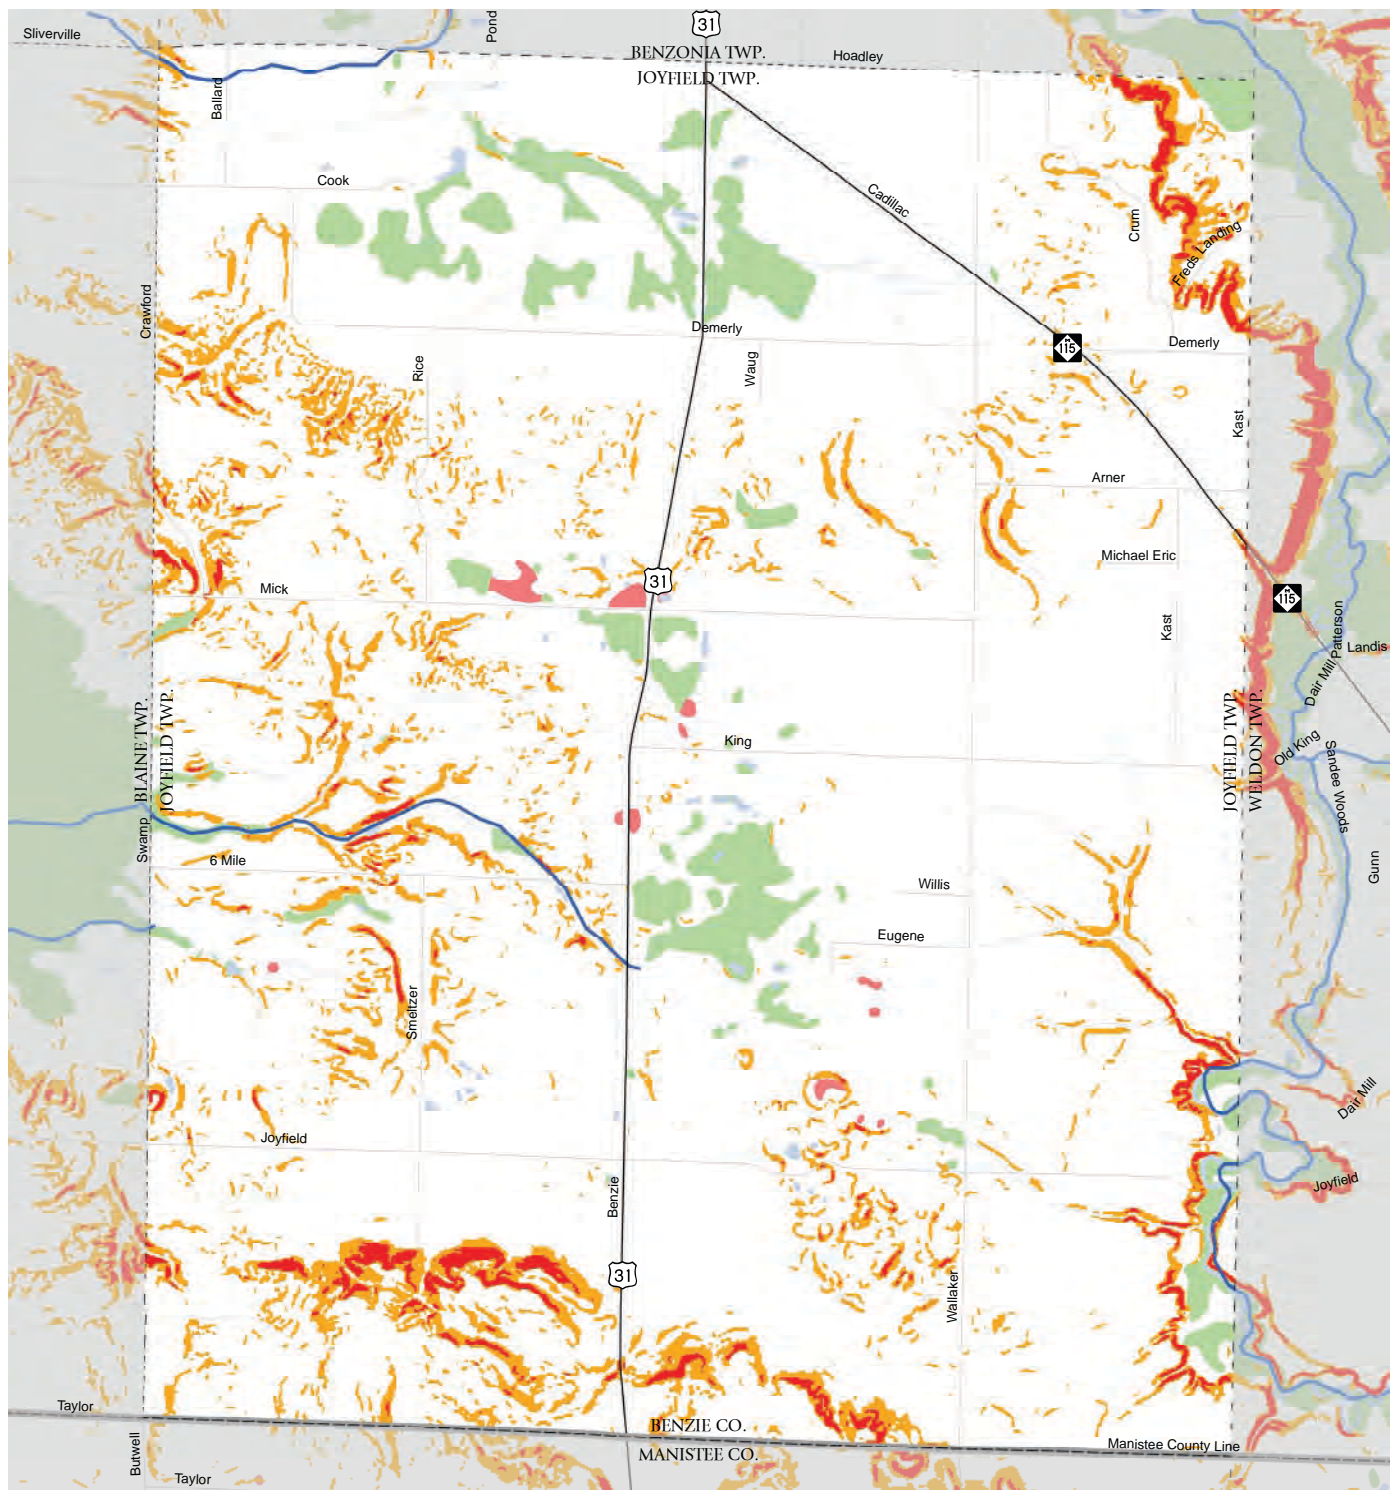 Sliverville
Pond
31
BENZONIA TWP.
Hoadley
JOYFIELD TWP.
Ballard
Cook
Cadillac
Crum
Freds Landing
Crawford
Demerly
M
115
Demerly
Rice
Waug
Kast
Arner
Michael Eric
31
Mick
M
115
Kast
Patterson
Landis
Dair Mill
BLAINE TWP.
JOYFIELD TWP.
JOYFIELD TWP.
WELDON TWP.
King
Old King
Sandee Woods
Swamp
6 Mile
Gunn
Willis
Eugene
Smeltzer
Dair Mill
Joyfield
Joyfield
Benzie
31
Wallaker
Taylor
BENZIE CO.
MANISTEE CO.
Manistee County Line
Butwell
Taylor